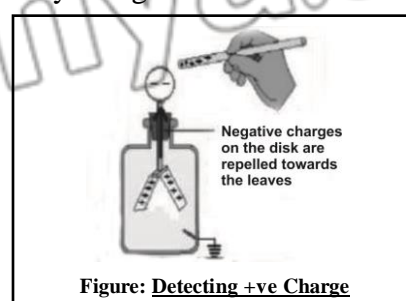 Negative charges
on the disk are
repelled towards
the leaves
Figure: Detecting +ve Charge